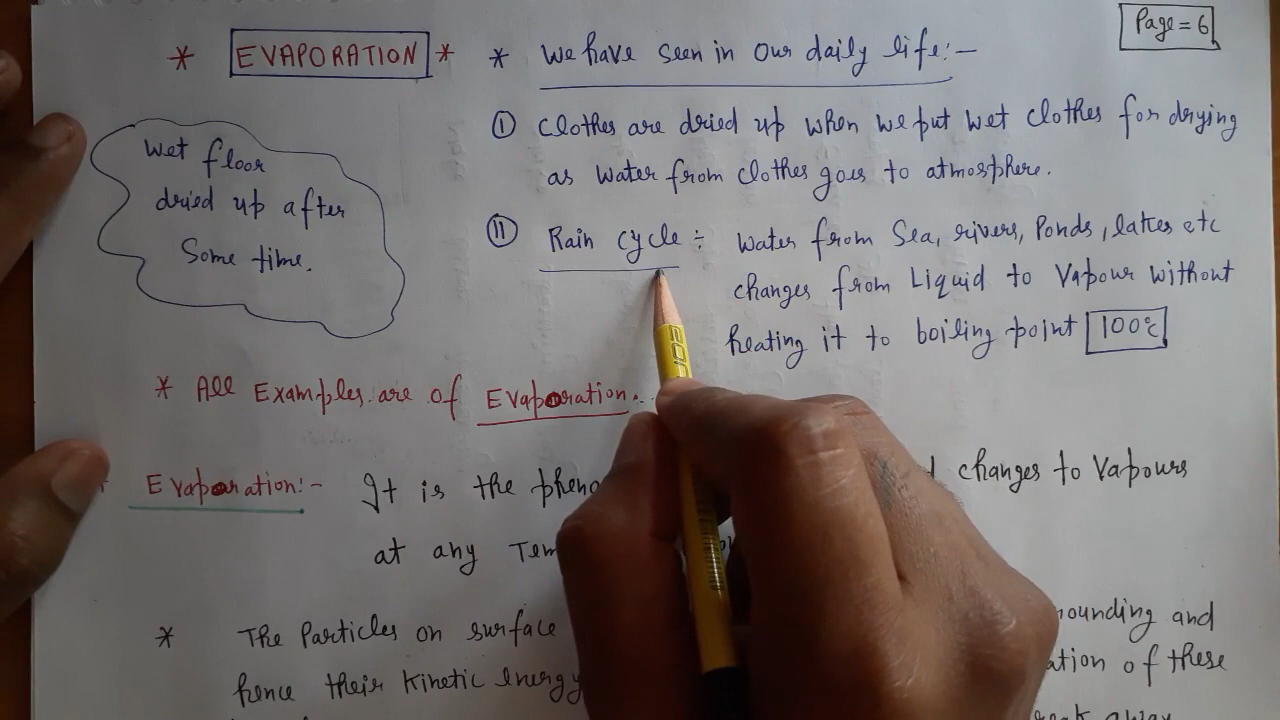 Page = 6
* EVAPORATION *
* We have seen in our daily life:-
Wet floor
dried up after
Some time.
① Clothes are dried up when we put wet clothes for drying
as water from clothes goes to atmosphere.
② Rain Cycle ÷ Water from Sea, rivers, Ponds, lakes etc
changes from Liquid to Vapour without
heating it to boiling point 100°C
* All Examples are of Evaporation.
Evaporation:- It is the changes to Vapours
at any
* The Particles on surface and
hence their kinetic energy of these
away